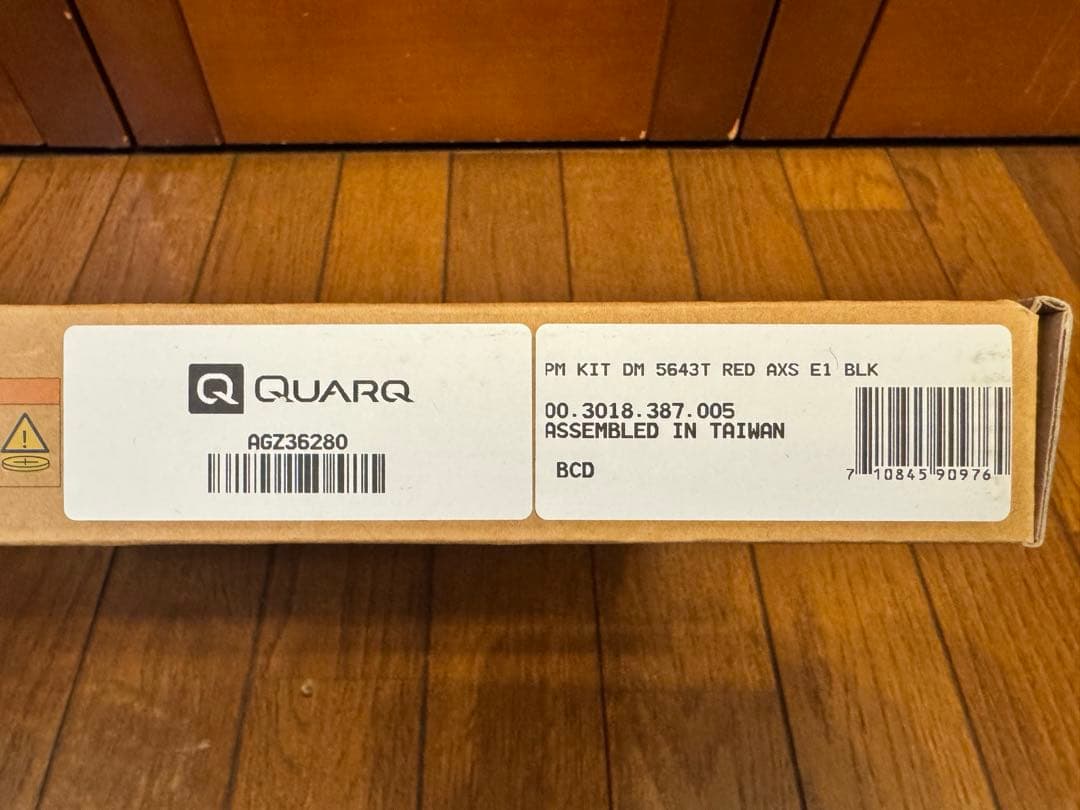 QUARQ
AGZ36280
PM KIT DM 5643T RED AXS E1 BLK
00.3018.387.005
ASSEMBLED IN TAIWAN
BCD
7 10845 90976